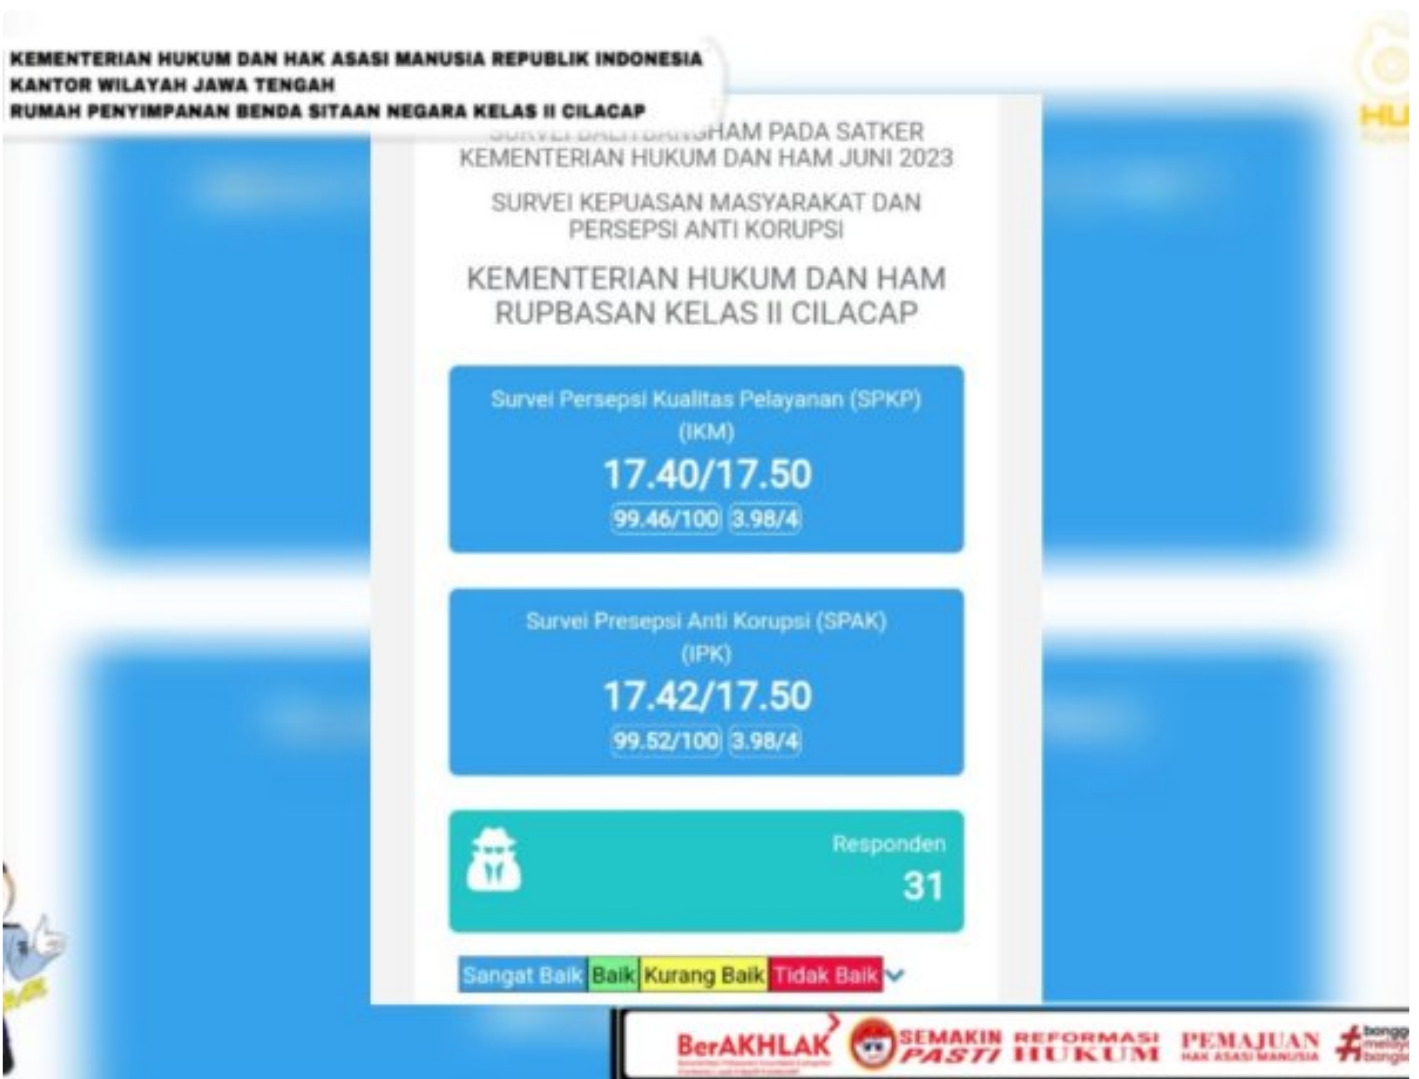 KEMENTERIAN HUKUM DAN HAK ASASI MANUSIA REPUBLIK INDONESIA
KANTOR WILAYAH JAWA TENGAH
RUMAH PENYIMPANAN BENDA SITAAN NEGARA KELAS II CILACAP
HU
SURVEI BALITBANGHAM PADA SATKER
KEMENTERIAN HUKUM DAN HAM JUNI 2023
SURVEI KEPUASAN MASYARAKAT DAN
PERSEPSI ANTI KORUPSI
KEMENTERIAN HUKUM DAN HAM
RUPBASAN KELAS II CILACAP
Survei Persepsi Kualitas Pelayanan (SPKP)
(IKM)
17.40/17.50
99.46/100 3.98/4
Survei Presepsi Anti Korupsi (SPAK)
(IPK)
17.42/17.50
99.52/100 3.98/4
Responden
31
Sangat Baik Baik Kurang Baik Tidak Baik
BerAKHLAK
SEMAKIN PASTI
REFORMASI HUKUM
PEMAJUAN
HAK ASASI MANUSIA
#